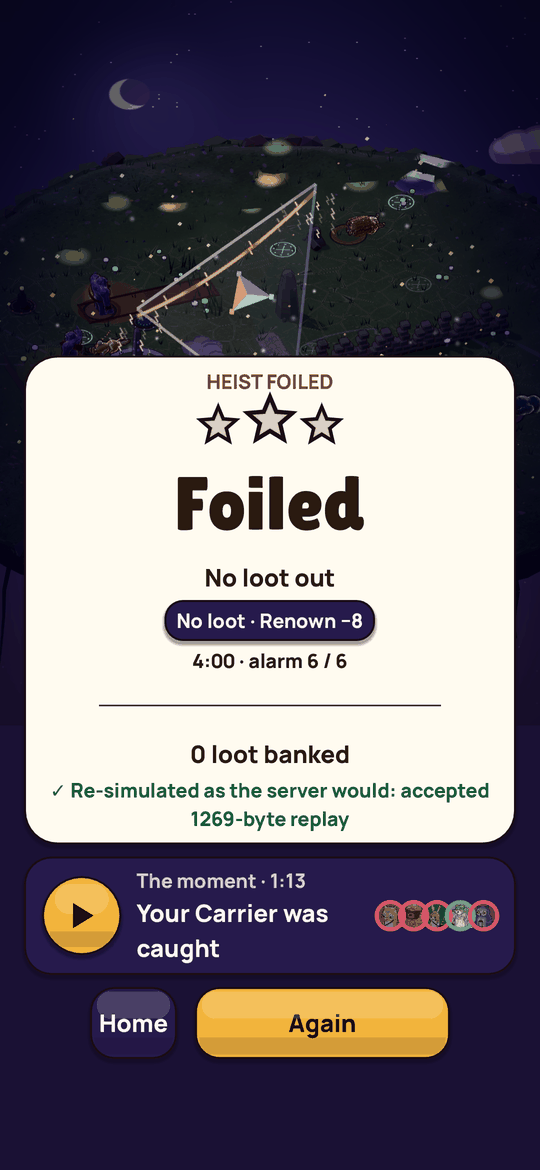 HEIST FOILED
Foiled
No loot out
No loot · Renown −8
4:00 · alarm 6 / 6
0 loot banked
✓ Re-simulated as the server would: accepted
1269-byte replay
The moment · 1:13
Your Carrier was
caught
Home
Again